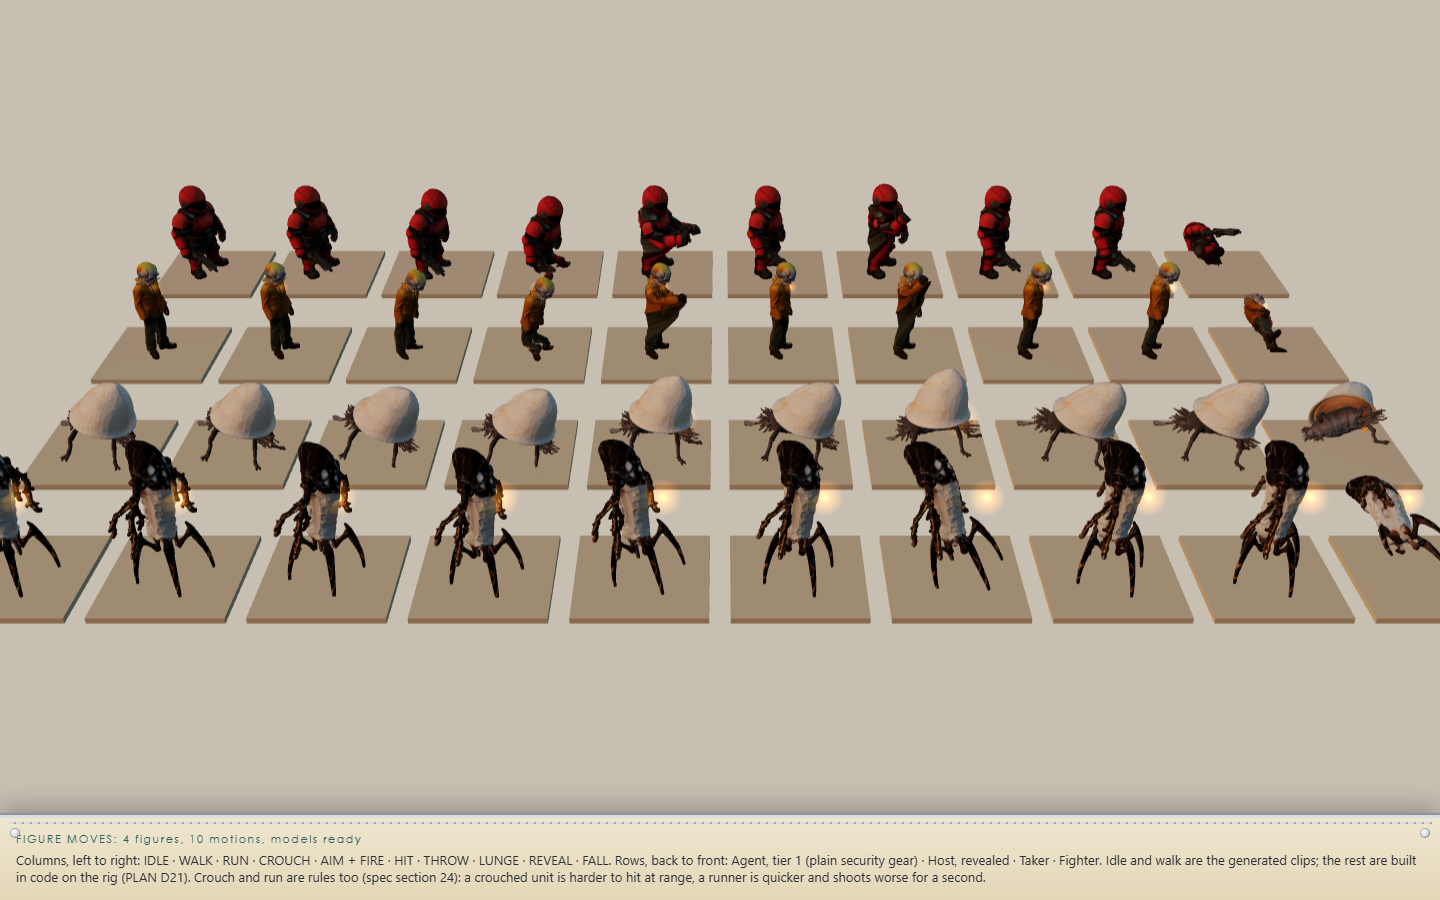 FIGURE MOVES: 4 figures, 10 motions, models ready
Columns, left to right: IDLE · WALK · RUN · CROUCH · AIM + FIRE · HIT · THROW · LUNGE · REVEAL · FALL. Rows, back to front: Agent, tier 1 (plain security gear) · Host, revealed · Taker · Fighter. Idle and walk are the generated clips; the rest are built
in code on the rig (PLAN D21). Crouch and run are rules too (spec section 24): a crouched unit is harder to hit at range, a runner is quicker and shoots worse for a second.